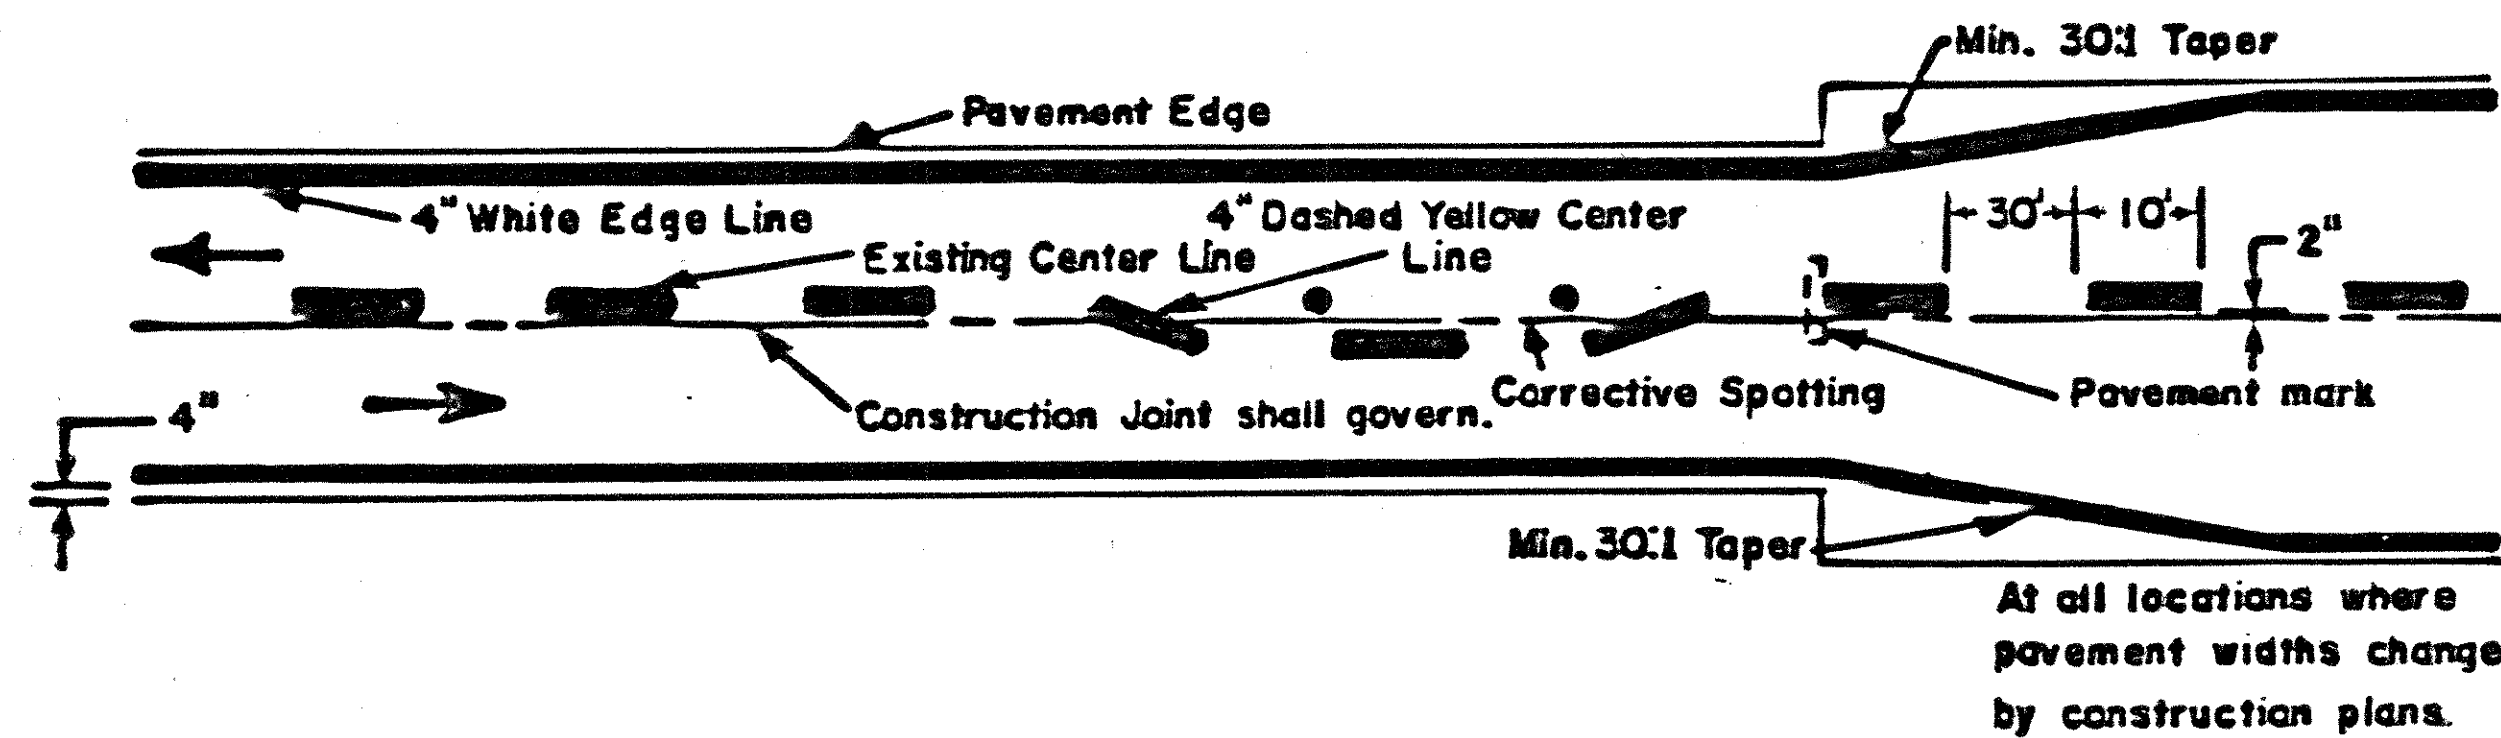 Min. 30:1 Taper
Pavement Edge
4" White Edge Line
4" Dashed Yellow Center
Line
30'
10'
2"
Existing Center Line
4"
Construction Joint shall govern.
Corrective Spotting
Pavement mark
Min. 30:1 Taper
At all locations where
pavement widths change
by construction plans.